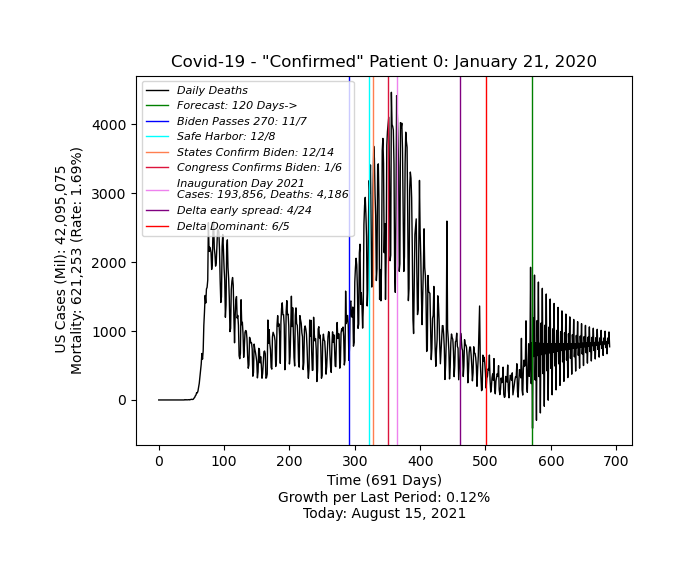 Covid-19 - "Confirmed" Patient 0: January 21, 2020
Daily Deaths
Forecast: 120 Days->
Biden Passes 270: 11/7
Safe Harbor: 12/8
States Confirm Biden: 12/14
Congress Confirms Biden: 1/6
Inauguration Day 2021
Cases: 193,856, Deaths: 4,186
Delta early spread: 4/24
Delta Dominant: 6/5
US Cases (Mil): 42,095,075
Mortality: 621,253 (Rate: 1.69%)
4000
3000
2000
1000
0
0 100 200 300 400 500 600 700
Time (691 Days)
Growth per Last Period: 0.12%
Today: August 15, 2021